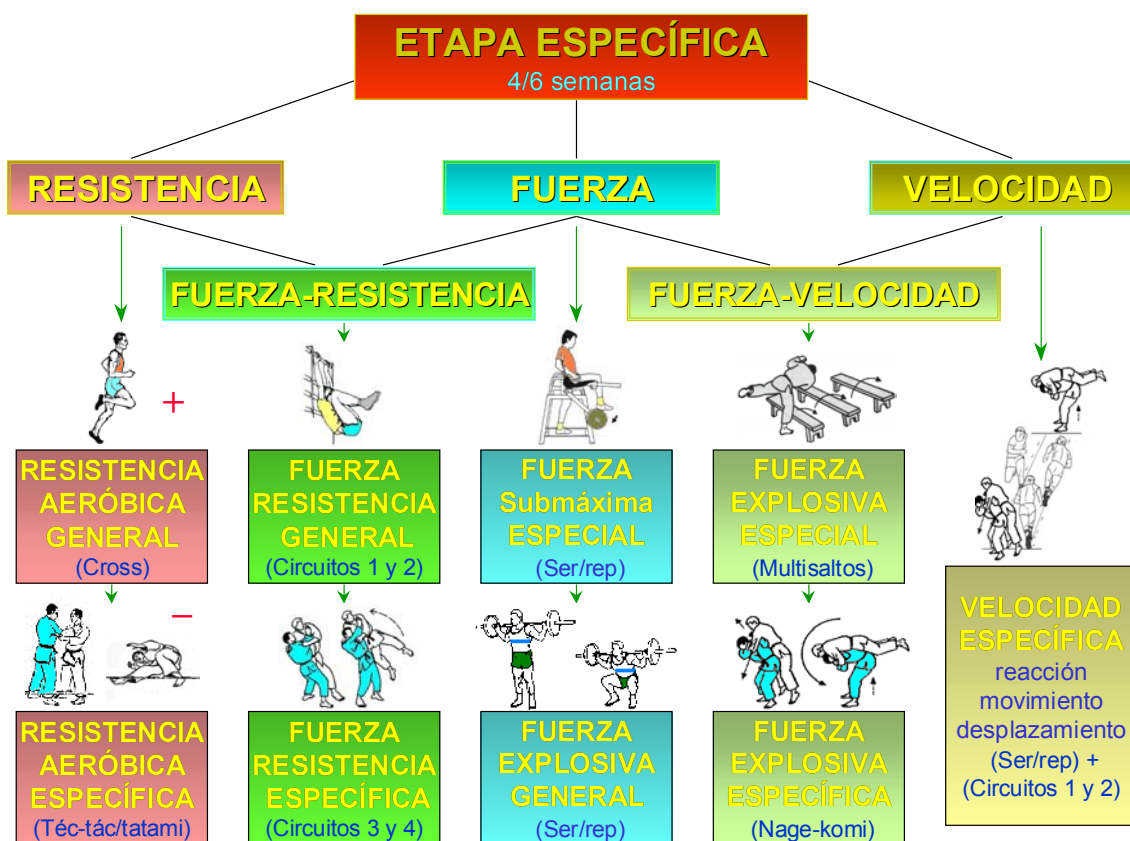 ETAPA ESPECÍFICA
4/6 semanas
RESISTENCIA
FUERZA
VELOCIDAD
FUERZA-RESISTENCIA
FUERZA-VELOCIDAD
+
RESISTENCIA
AERÓBICA
GENERAL
(Cross)
FUERZA
RESISTENCIA
GENERAL
(Circuitos 1 y 2)
FUERZA
Submáxima
ESPECIAL
(Ser/rep)
FUERZA
EXPLOSIVA
ESPECIAL
(Multisaltos)
VELOCIDAD
ESPECÍFICA
reacción
movimiento
desplazamiento
(Ser/rep) +
(Circuitos 1 y 2)
−
RESISTENCIA
AERÓBICA
ESPECÍFICA
(Téc-tác/tatami)
FUERZA
RESISTENCIA
ESPECÍFICA
(Circuitos 3 y 4)
FUERZA
EXPLOSIVA
GENERAL
(Ser/rep)
FUERZA
EXPLOSIVA
ESPECÍFICA
(Nage-komi)